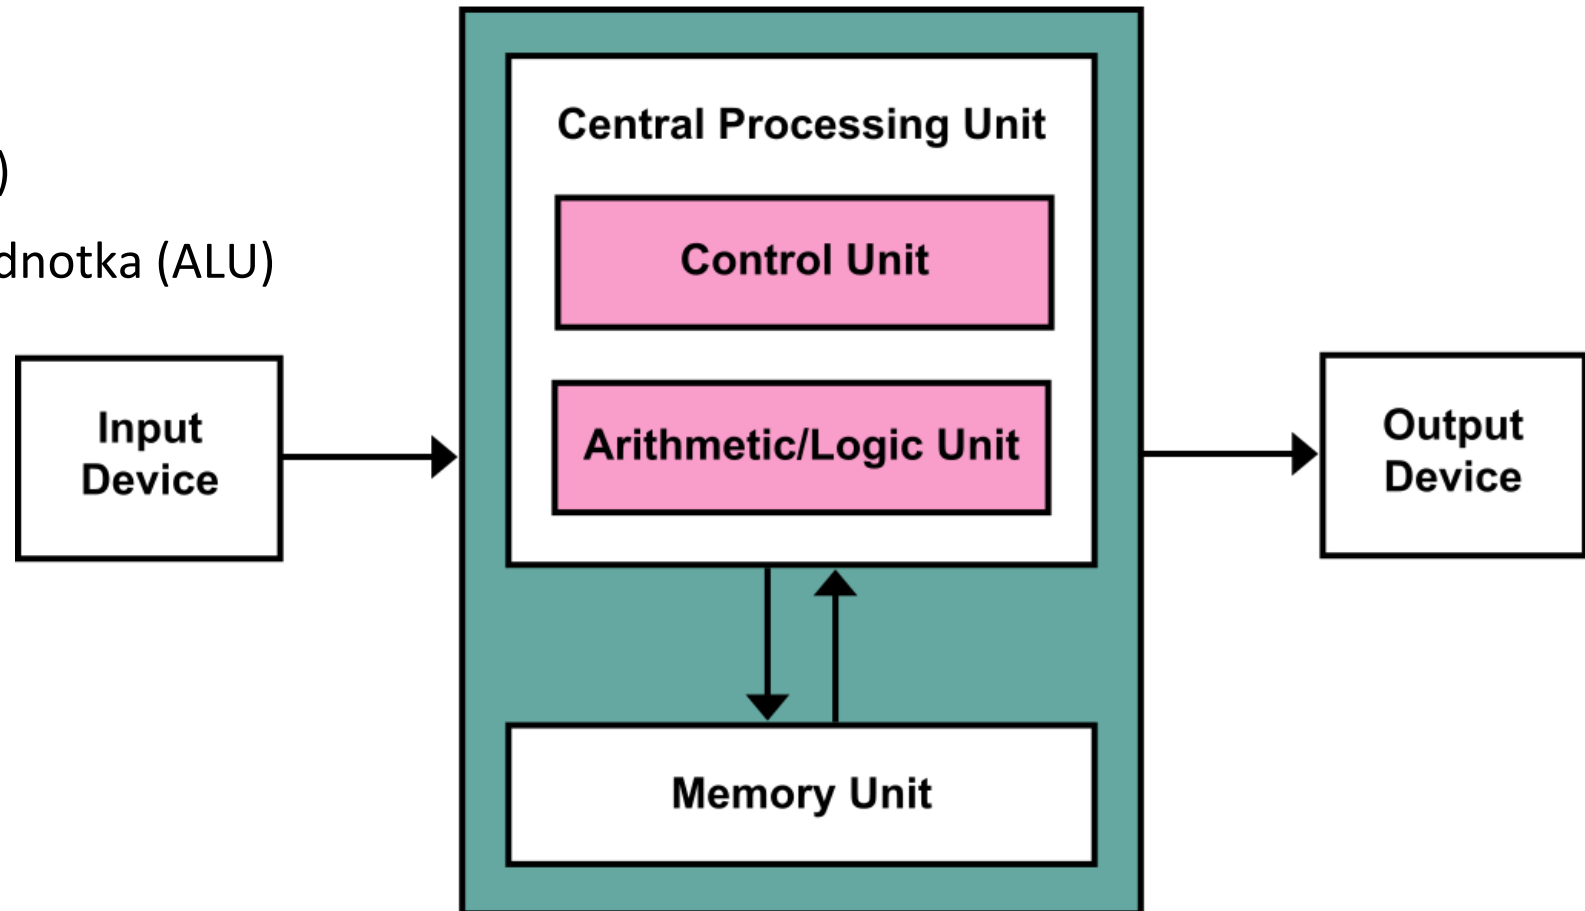 )
dnotka (ALU)
Central Processing Unit
Control Unit
Arithmetic/Logic Unit
Input
Device
Output
Device
Memory Unit